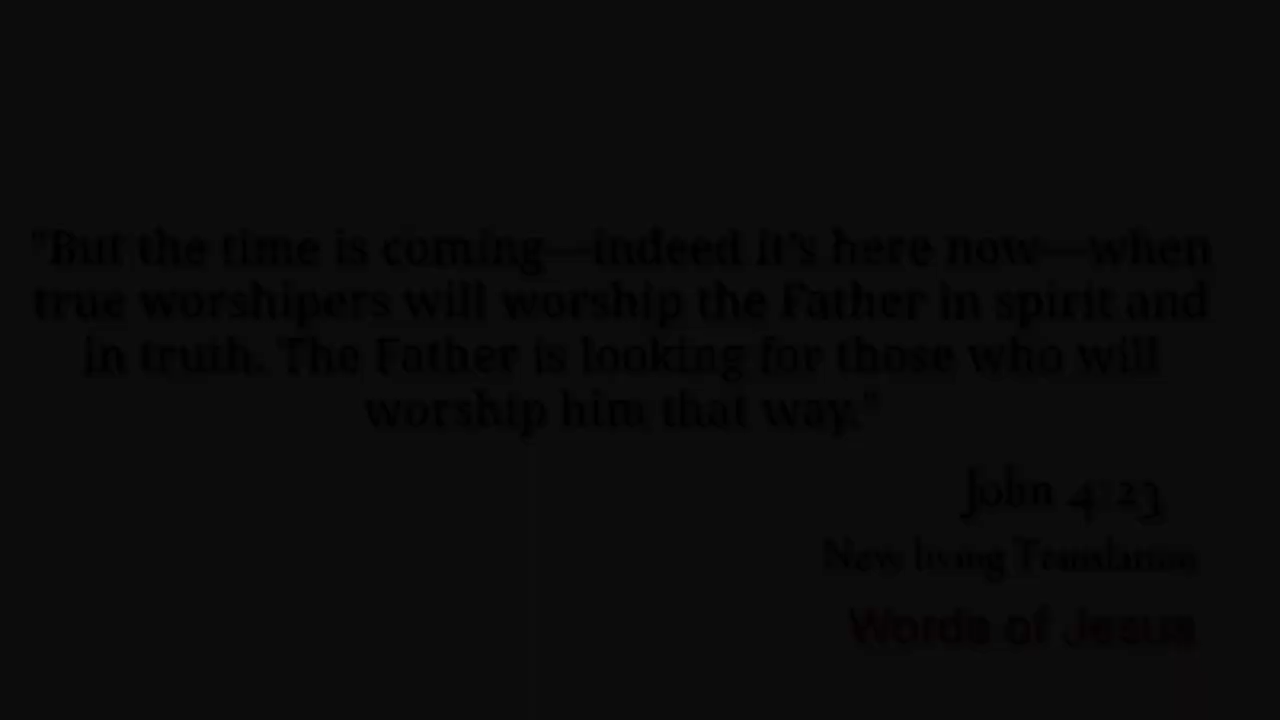 "But the time is coming—indeed it's here now—when
true worshipers will worship the Father in spirit and
in truth. The Father is looking for those who will
worship him that way."
John 4:23
New living Translation
Words of Jesus